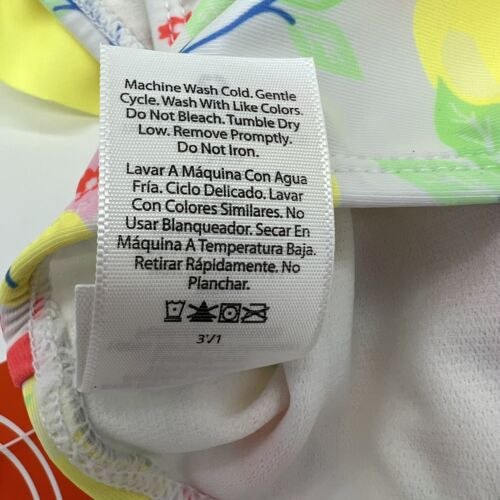 Machine Wash Cold. Gentle
Cycle. Wash With Like Colors.
Do Not Bleach. Tumble Dry
Low. Remove Promptly.
Do Not Iron.
Lavar A Máquina Con Agua
Fría. Ciclo Delicado. Lavar
Con Colores Similares. No
Usar Blanqueador. Secar En
Máquina A Temperatura Baja.
Retirar Rápidamente. No
Planchar.
3'/1